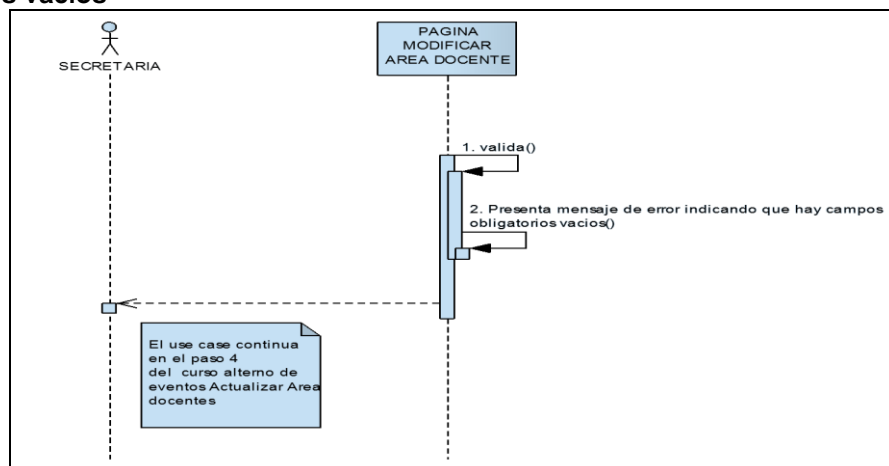 SECRETARIA
PAGINA
MODIFICAR
AREA DOCENTE
1. valida()
2. Presenta mensaje de error indicando que hay campos
obligatorios vacios()
El use case continua
en el paso 4
del curso alterno de
eventos Actualizar Area
docentes